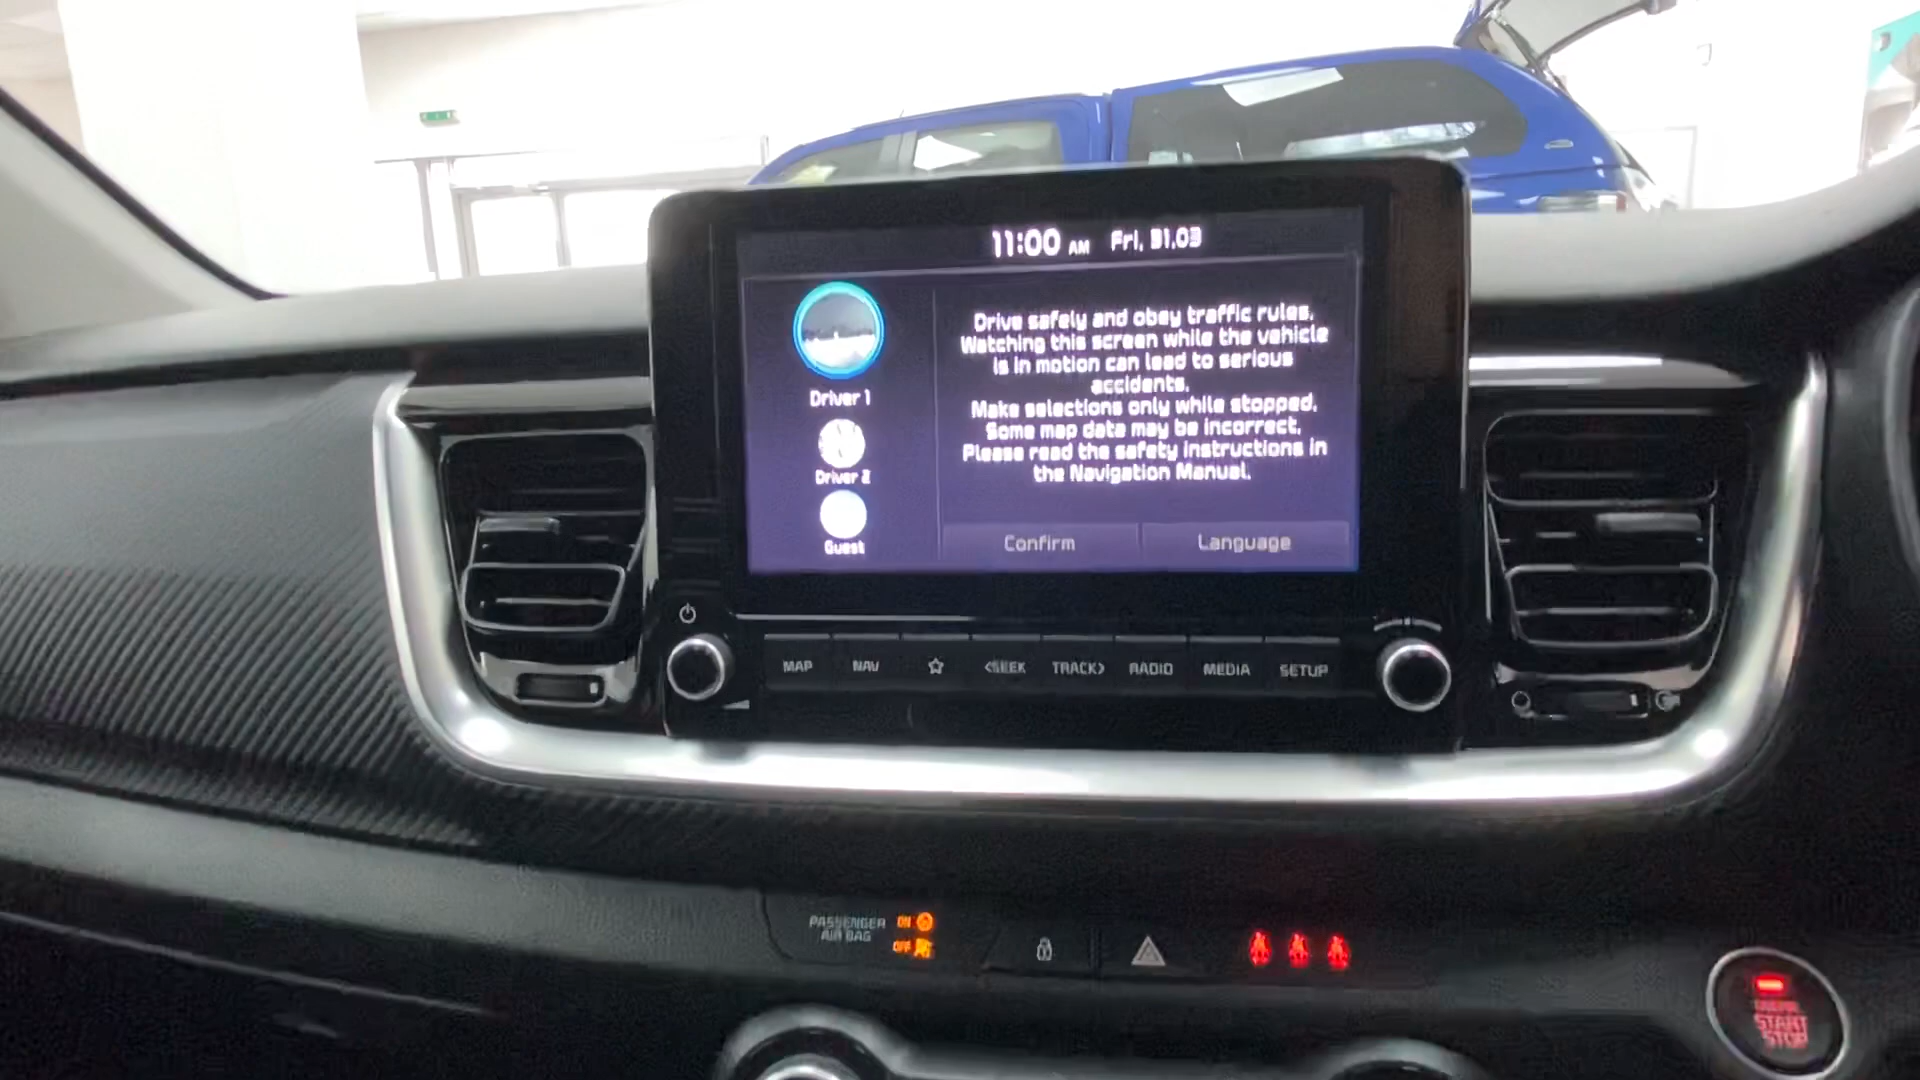 11:00 AM Fri, 31.03
Driver 1
Driver 2
Guest
Drive safely and obey traffic rules.
Watching this screen while the vehicle
is in motion can lead to serious
accidents.
Make selections only while stopped.
Some map data may be incorrect.
Please read the safety instructions in
the Navigation Manual.
Confirm
Language
MAP
NAV
<SEEK
TRACK>
RADIO
MEDIA
SETUP
PASSENGER
AIR BAG
ON
OFF
START
STOP